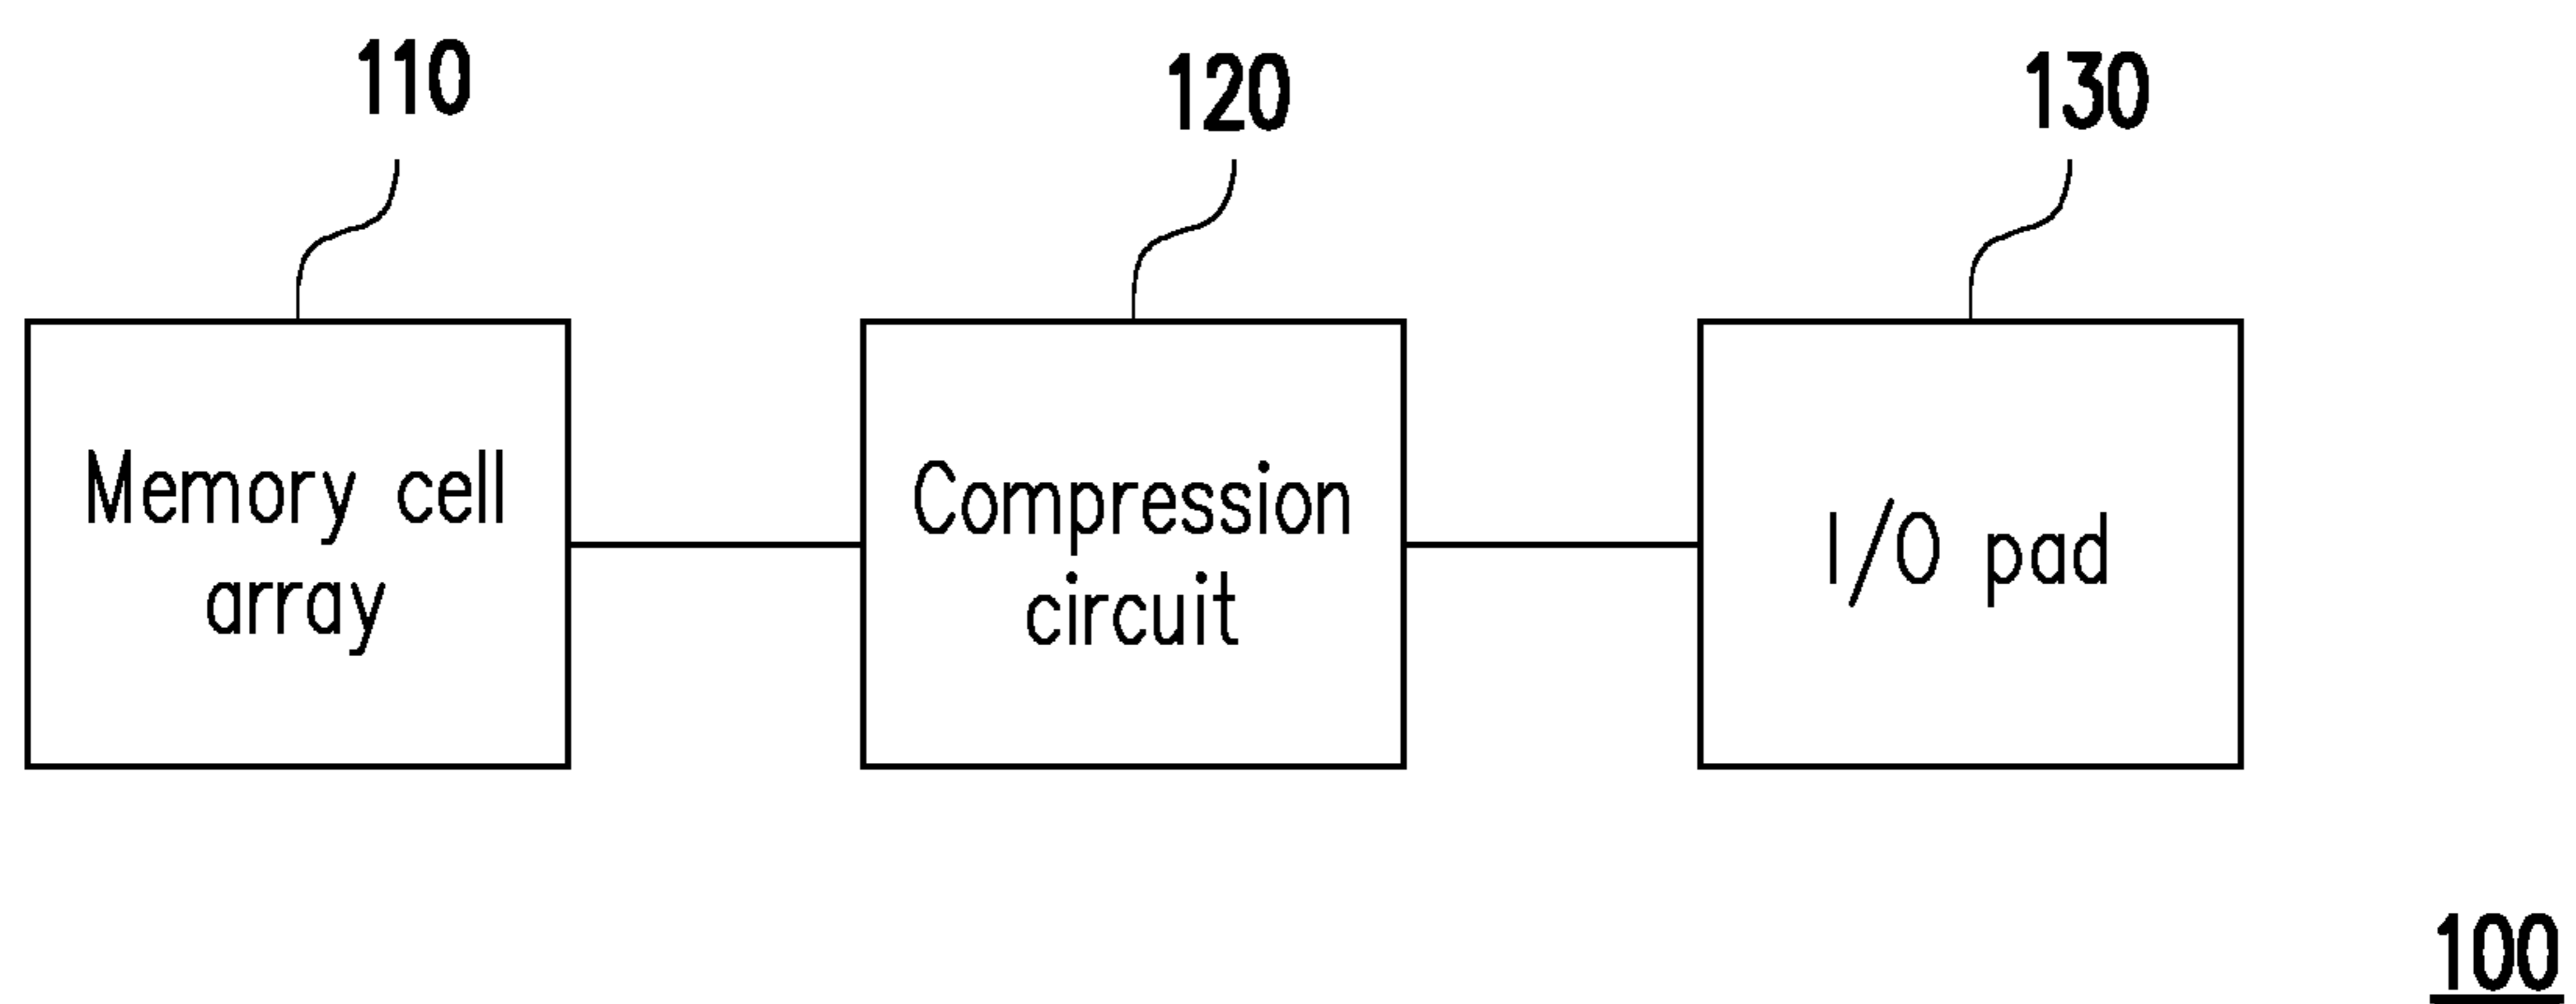 110
120
130
Memory cell
array
Compression
circuit
I/O pad
100